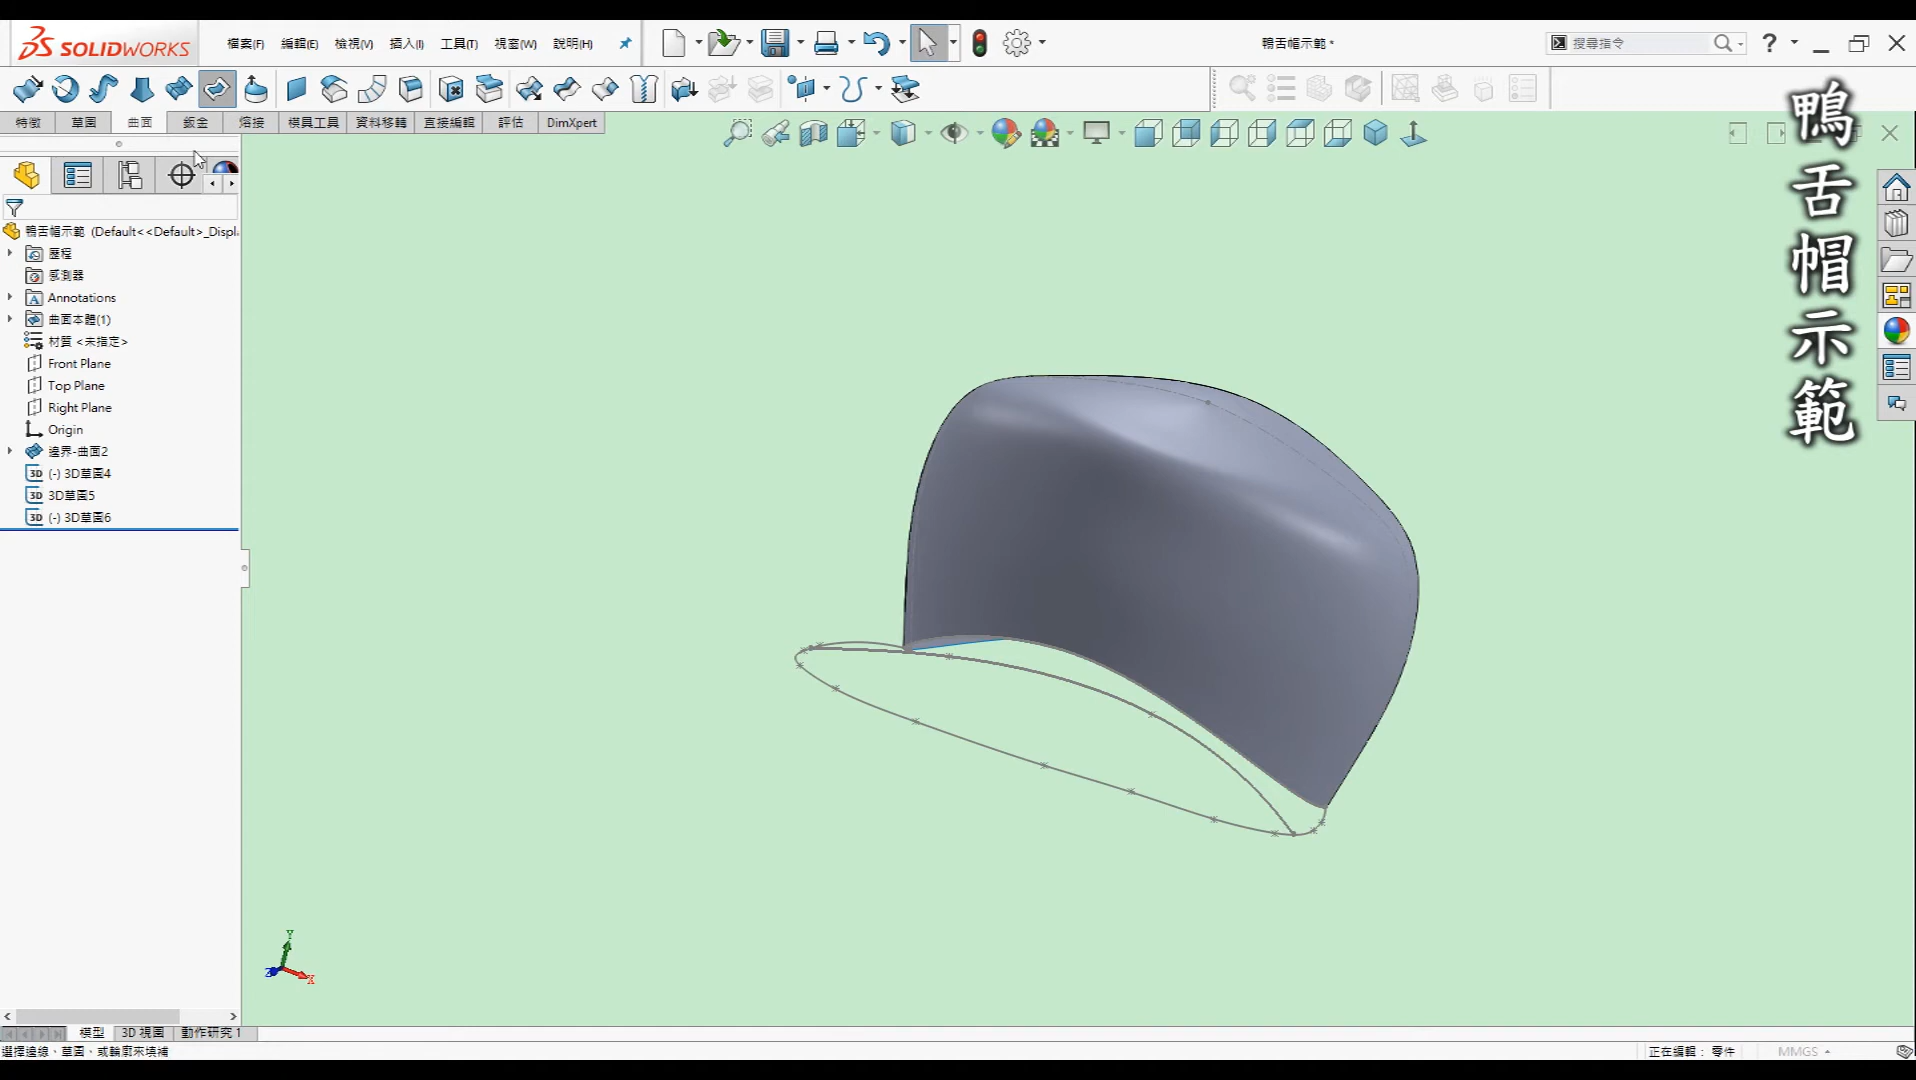 SOLIDWORKS
檔案(F) 編輯(E) 檢視(V) 插入(I) 工具(T) 視窗(W) 說明(H)
鴨舌帽示範 *
搜尋指令
特徵 草圖 曲面 鈑金 熔接 模具工具 資料移轉 直接編輯 評估 DimXpert
鴨舌帽示範 (Default<<Default>_Displ
歷程
感測器
Annotations
曲面本體(1)
材質 <未指定>
Front Plane
Top Plane
Right Plane
Origin
邊界-曲面2
(-) 3D草圖4
3D草圖5
(-) 3D草圖6
鴨舌帽示範
Y
Z
X
模型 3D 視圖 動作研究 1
選擇邊線、草圖、或輪廓來填補
正在編輯： 零件
MMGS